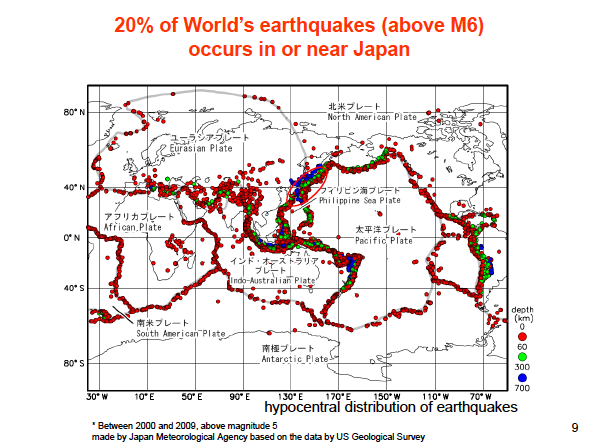 20% of World's earthquakes (above M6)
occurs in or near Japan
80° N
40° N
0° N
40° S
80° S
北米プレート
North American Plate
ユーラシアプレート
Eurasian Plate
フィリピン海プレート
Philippine Sea Plate
アフリカプレート
African Plate
太平洋プレート
Pacific Plate
インド・オーストラリア
プレート
Indo-Australian Plate
南米プレート
South American Plate
南極プレート
Antarctic Plate
depth
(km)
0
60
300
700
30° W
10° E
50° E
90° E
130° E
170° E
150° W
110° W
70° W
hypocentral distribution of earthquakes
* Between 2000 and 2009, above magnitude 5
made by Japan Meteorological Agency based on the data by US Geological Survey
9